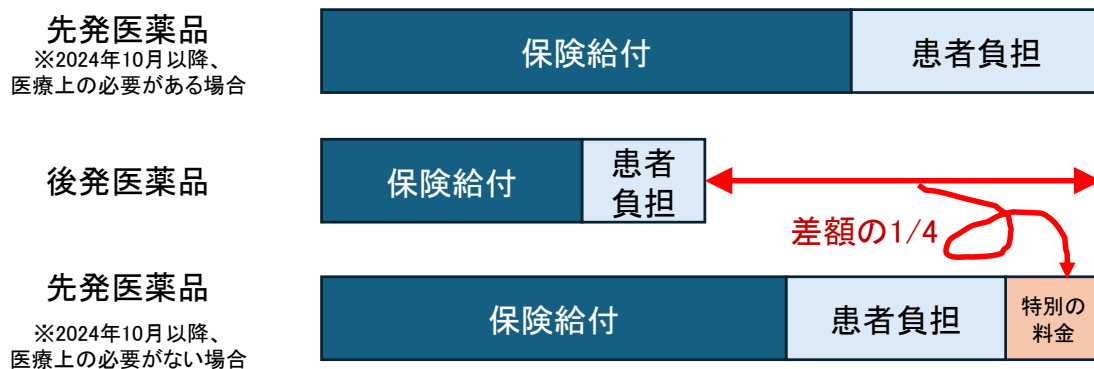 先発医薬品
※2024年10月以降、
医療上の必要がある場合
保険給付
患者負担
後発医薬品
保険給付
患者
負担
差額の1/4
先発医薬品
※2024年10月以降、
医療上の必要がない場合
保険給付
患者負担
特別の
料金